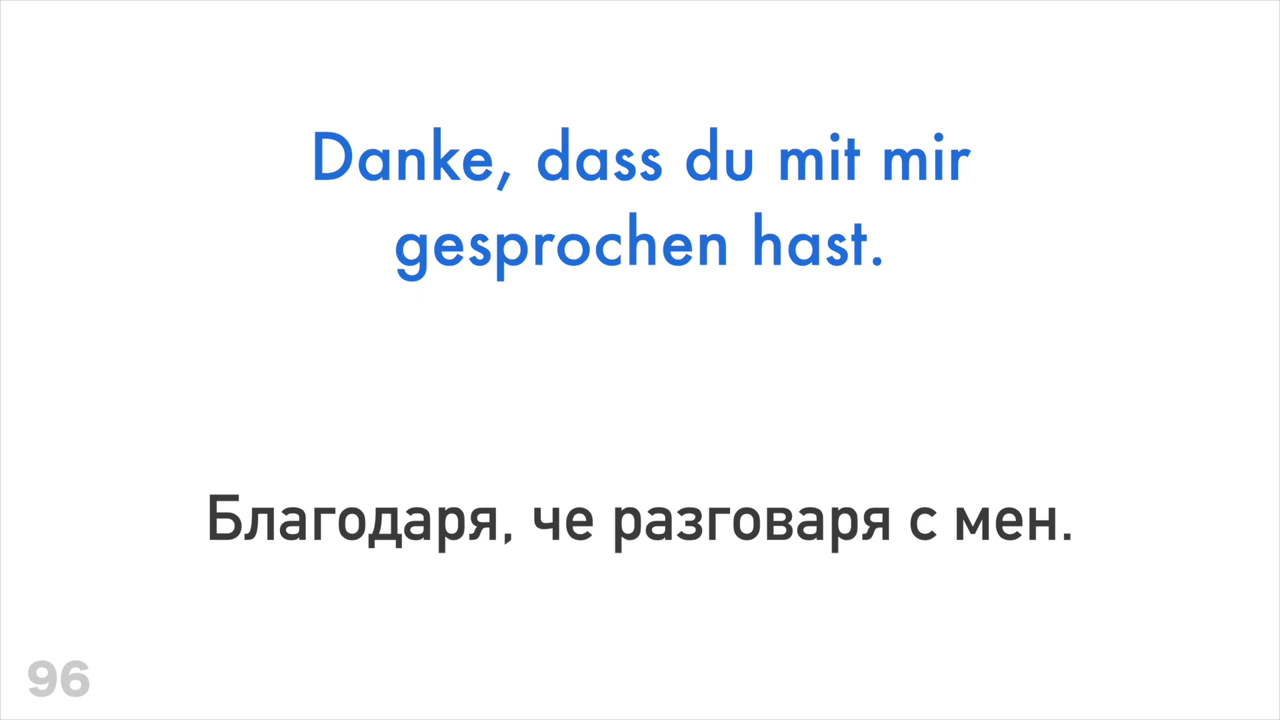 Danke, dass du mit mir
gesprochen hast.
Благодаря, че разговаря с мен.
96